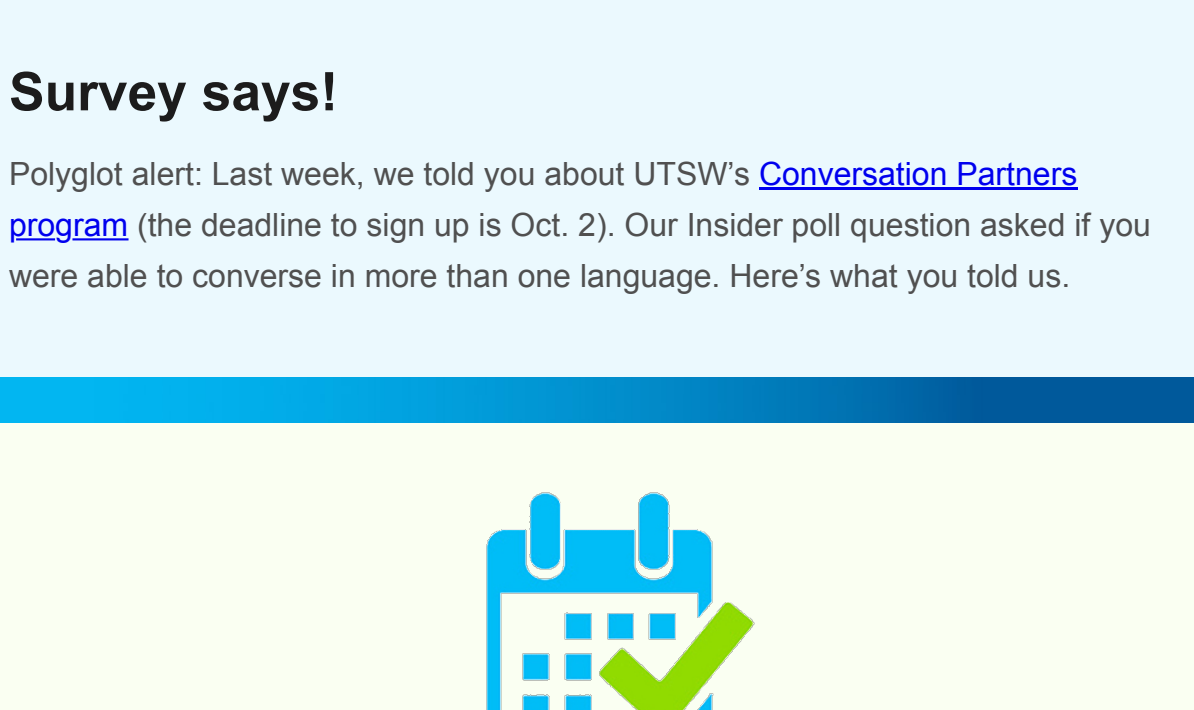 Survey says!
Polyglot alert: Last week, we told you about UTSW’s Conversation Partners
program (the deadline to sign up is Oct. 2). Our Insider poll question asked if you
were able to converse in more than one language. Here’s what you told us.